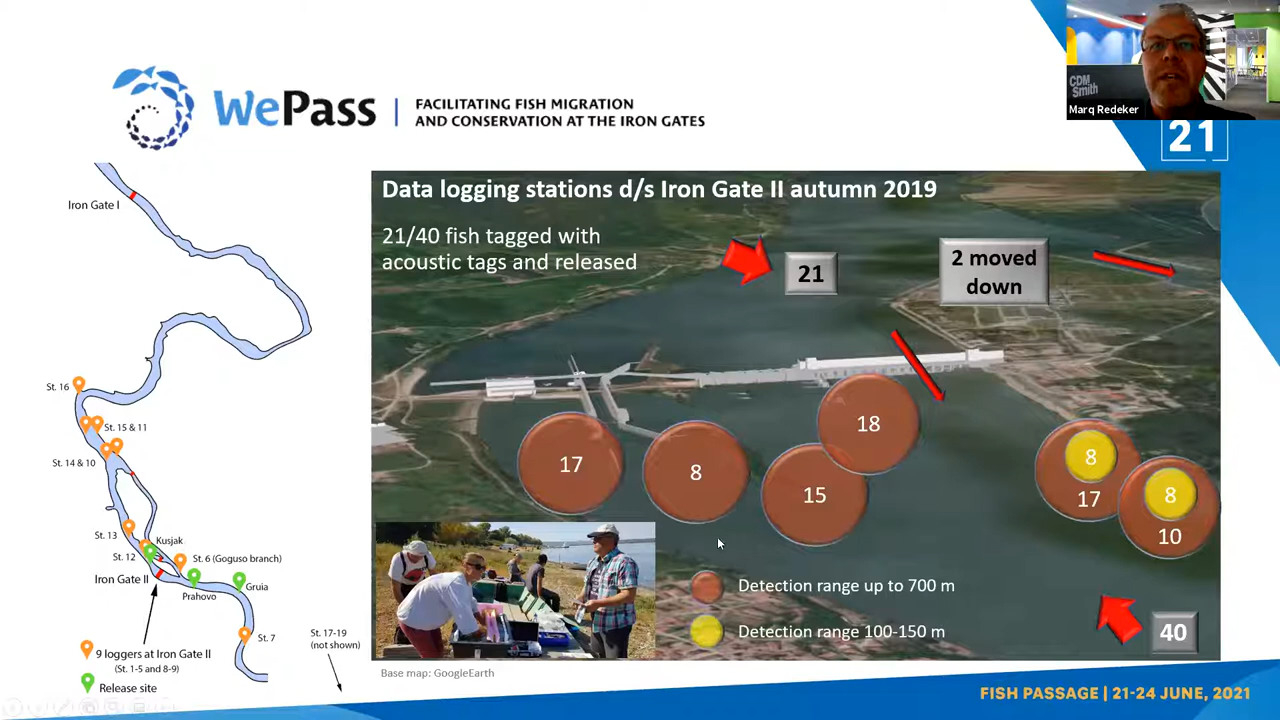 WePass
FACILITATING FISH MIGRATION
AND CONSERVATION AT THE IRON GATES
CDM
Smith
Marq Redeker
21
Iron Gate I
St. 16
St. 15 & 11
St. 14 & 10
St. 13
Kusjak
St. 12
St. 6 (Goguso branch)
Iron Gate II
Prahovo
Gruia
St. 7
St. 17-19
(not shown)
9 loggers at Iron Gate II
(St. 1-5 and 8-9)
Release site
Data logging stations d/s Iron Gate II autumn 2019
21/40 fish tagged with
acoustic tags and released
21
2 moved
down
17
8
15
18
8
17
8
10
Detection range up to 700 m
Detection range 100-150 m
40
Base map: GoogleEarth
FISH PASSAGE | 21-24 JUNE, 2021